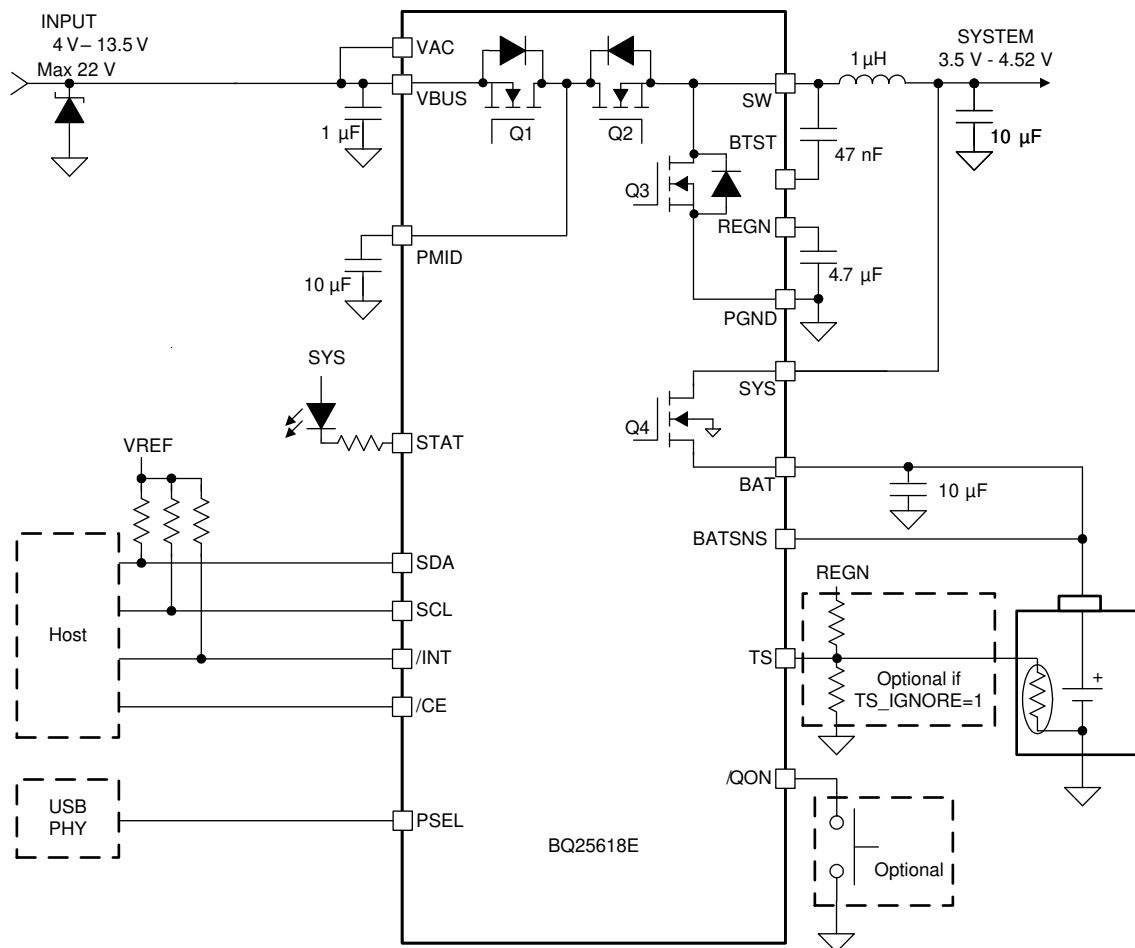 INPUT
4 V – 13.5 V
Max 22 V
VAC
VBUS
1 µF
Q1
Q2
SW
1 µH
SYSTEM
3.5 V - 4.52 V
10 µF
BTST
47 nF
Q3
REGN
4.7 µF
PMID
10 µF
PGND
SYS
SYS
Q4
STAT
VREF
BAT
10 µF
BATSNS
SDA
REGN
SCL
Host
/INT
TS
Optional if
TS_IGNORE=1
+
/CE
/QON
USB
PHY
PSEL
BQ25618E
Optional